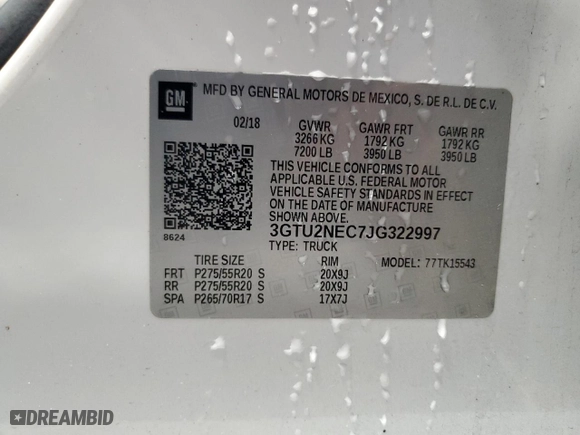 GM
MFD BY GENERAL MOTORS DE MEXICO, S. DE R.L. DE C.V.
02/18 GVWR GAWR FRT GAWR RR
3266 KG 1792 KG 1792 KG
7200 LB 3950 LB 3950 LB
THIS VEHICLE CONFORMS TO ALL
APPLICABLE U.S. FEDERAL MOTOR
VEHICLE SAFETY STANDARDS IN EFFECT
ON THE DATE OF MANUFACTURE
SHOWN ABOVE.
3GTU2NEC7JG322997
8624 TYPE: TRUCK
TIRE SIZE RIM MODEL: 77TK15543
FRT P275/55R20 S 20X9J
RR P275/55R20 S 20X9J
SPA P265/70R17 S 17X7J
DREAMBID